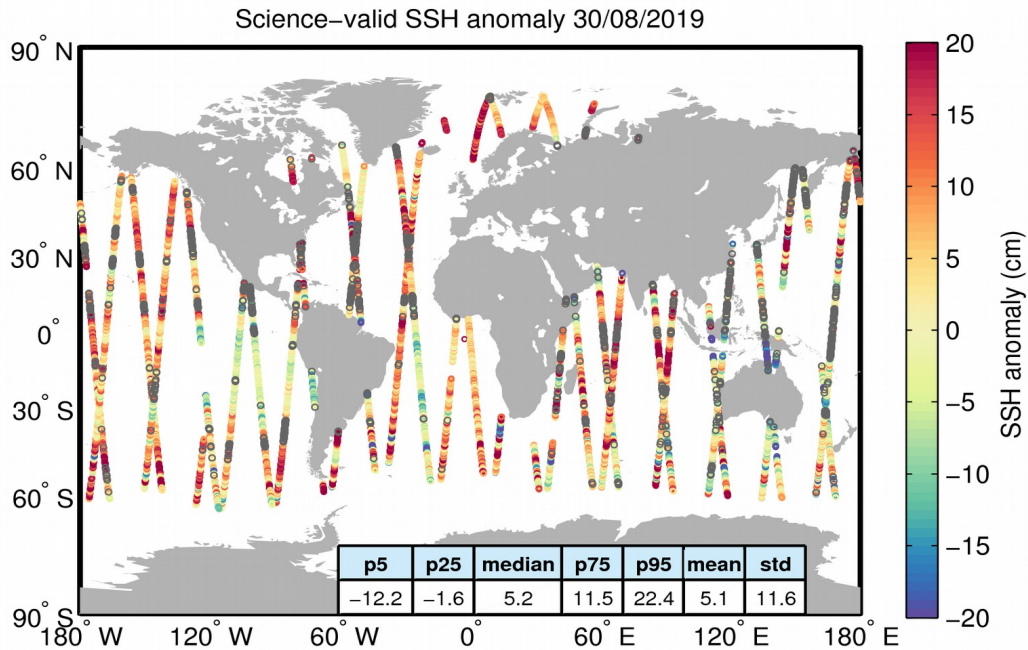 Science−valid SSH anomaly 30/08/2019
90° N
60° N
30° N
0°
30° S
60° S
90° S
180° W
120° W
60° W
0°
60° E
120° E
180° E
p5 p25 median p75 p95 mean std
−12.2 −1.6 5.2 11.5 22.4 5.1 11.6
20
15
10
5
0
−5
−10
−15
−20
SSH anomaly (cm)